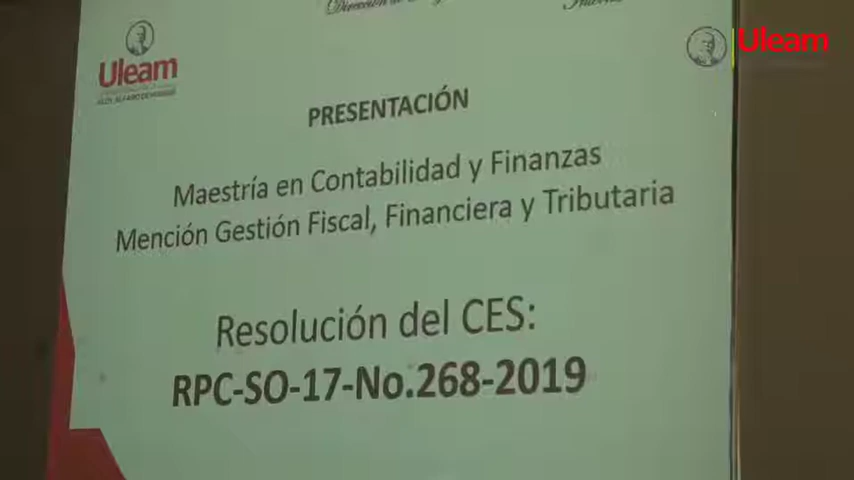 Uleam
Uleam
PRESENTACIÓN
Maestría en Contabilidad y Finanzas
Mención Gestión Fiscal, Financiera y Tributaria
Resolución del CES:
RPC-SO-17-No.268-2019